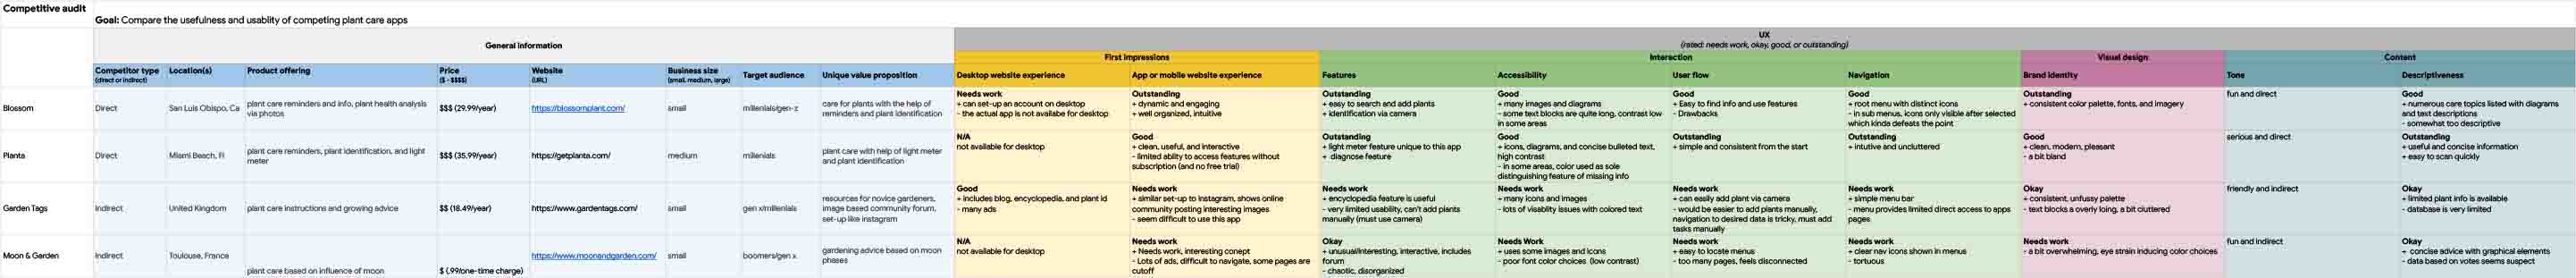 Competitive audit
Goal: Compare the usefulness and usablity of competing plant care apps
General information
UX
(rated: needs work, okay, good, or outstanding)
First impressions
Interaction
Visual design
Content
Competitor type
(direct or indirect)
Location(s)
Product offering
Price
($ - $$$$)
Website
(URL)
Business size
(small, medium, large)
Target audience
Unique value proposition
Desktop website experience
App or mobile website experience
Features
Accessibility
User flow
Navigation
Brand identity
Tone
Descriptiveness
Blossom
Direct
San Luis Obispo, Ca
plant care reminders and info, plant health analysis
via photos
$$$ (29.99/year)
https://blossomplant.com/
small
millenials/gen-z
care for plants with the help of
reminders and plant identification
Needs work
+ can set-up an account on desktop
- the actual app is not availabe for desktop
Outstanding
+ dynamic and engaging
+ well organized, intuitive
Outstanding
+ easy to search and add plants
+ identification via camera
Good
+ many images and diagrams
- some text blocks are quite long, contrast low
in some areas
Good
+ Easy to find info and use features
- Drawbacks
Good
+ root menu with distinct icons
- in sub menus, icons only visible after selected
which kinda defeats the point
Outstanding
+ consistent color palette, fonts, and imagery
fun and direct
Good
+ numerous care topics listed with diagrams
and text descriptions
- somewhat too descriptive
Planta
Direct
Miami Beach, Fl
plant care reminders, plant identification, and light
meter
$$$ (35.99/year)
https://getplanta.com/
medium
millenials
plant care with help of light meter
and plant identification
N/A
not available for desktop
Good
+ clean, useful, and interactive
- limited ability to access features without
subscription (and no free trial)
Outstanding
+ light meter feature unique to this app
+ diagnose feature
Good
+ icons, diagrams, and concise bulleted text,
high contrast
- in some areas, color used as sole
distinguishing feature of missing info
Outstanding
+ simple and consistent from the start
Outstanding
+ intutive and uncluttered
Good
+ clean, modern, pleasant
- a bit bland
serious and direct
Outstanding
+ useful and concise information
+ easy to scan quickly
Garden Tags
Indirect
United Kingdom
plant care instructions and growing advice
$$ (18.49/year)
https://www.gardentags.com/
small
gen x/millenials
resources for novice gardeners,
image based community forum,
set-up like instagram
Good
+ includes blog, encyclopedia, and plant id
- many ads
Needs work
+ similar set-up to Instagram, shows online
community posting interesting images
- seem difficult to use this app
Needs work
+ encyclopedia feature is useful
- very limited usability, can't add plants
manually (must use camera)
Needs work
+ many icons and images
- lots of visablity issues with colored text
Needs work
+ can easily add plant via camera
- would be easier to add plants manually,
navigation to desired data is tricky, must add
tasks manually
Needs work
+ simple menu bar
- menu provides limited direct access to apps
pages
Okay
+ consistent, unfussy palette
- text blocks a overly long, a bit cluttered
friendly and indirect
Okay
+ limited plant info is available
- database is very limited
Moon & Garden
Indirect
Toulouse, France
plant care based on influence of moon
$ (.99/one-time charge)
https://www.moonandgarden.com/
small
boomers/gen x
gardening advice based on moon
phases
N/A
not available for desktop
Needs work
+ Needs work, interesting conept
- Lots of ads, difficult to navigate, some pages are
cutoff
Okay
+ unusual/interesting, interactive, includes
forum
- chaotic, disorganized
Needs Work
+ uses some images and icons
- poor font color choices (low contrast)
Needs work
+ easy to locate menus
- too many pages, feels disconnected
Needs work
+ clear nav icons shown in menus
- tortuous
Needs work
- a bit overwhelming, eye strain inducing color choices
fun and indirect
Okay
+ concise advice with graphical elements
- data based on votes seems suspect